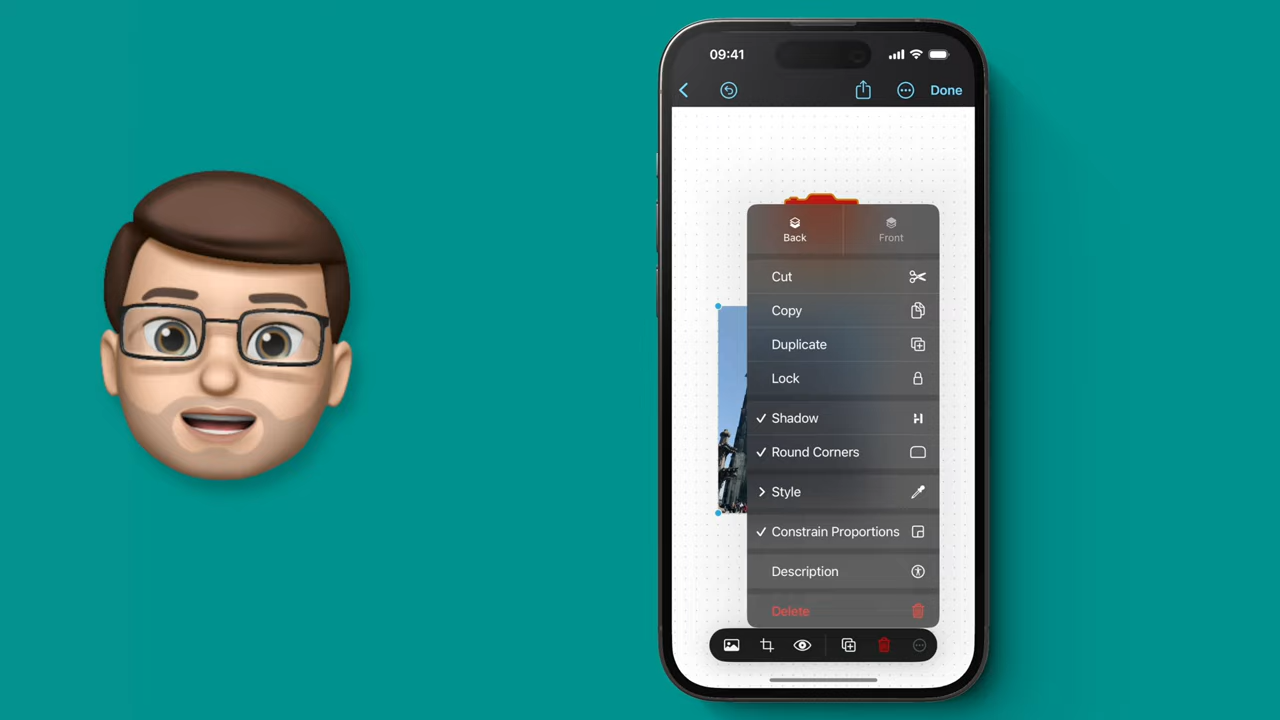 09:41
Done
Back
Front
Cut
Copy
Duplicate
Lock
Shadow
Round Corners
Style
Constrain Proportions
Description
Delete